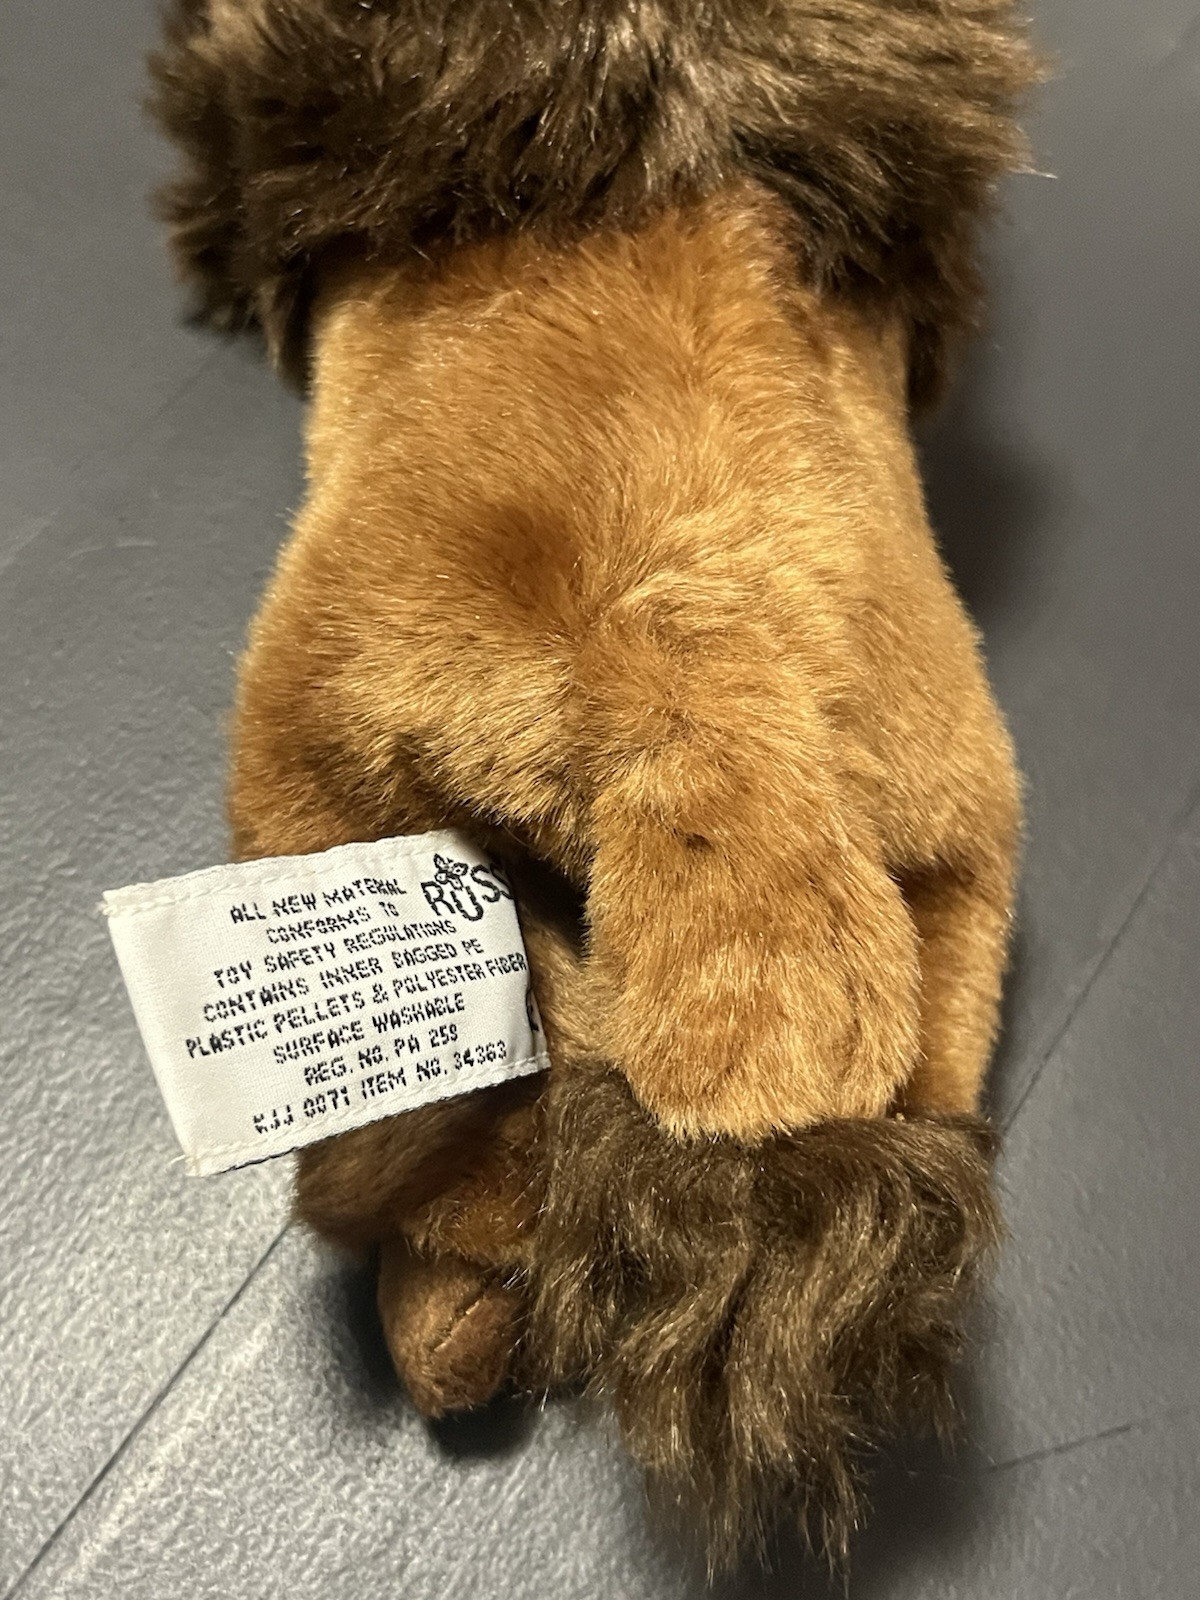 RUSS
ALL NEW MATERIAL
CONFORMS TO
TOY SAFETY REGULATIONS
CONTAINS INNER BAGGED PE
PLASTIC PELLETS & POLYESTER FIBER
SURFACE WASHABLE
REG. NO. PA 259
KJJ 0071 ITEM NO. 34363